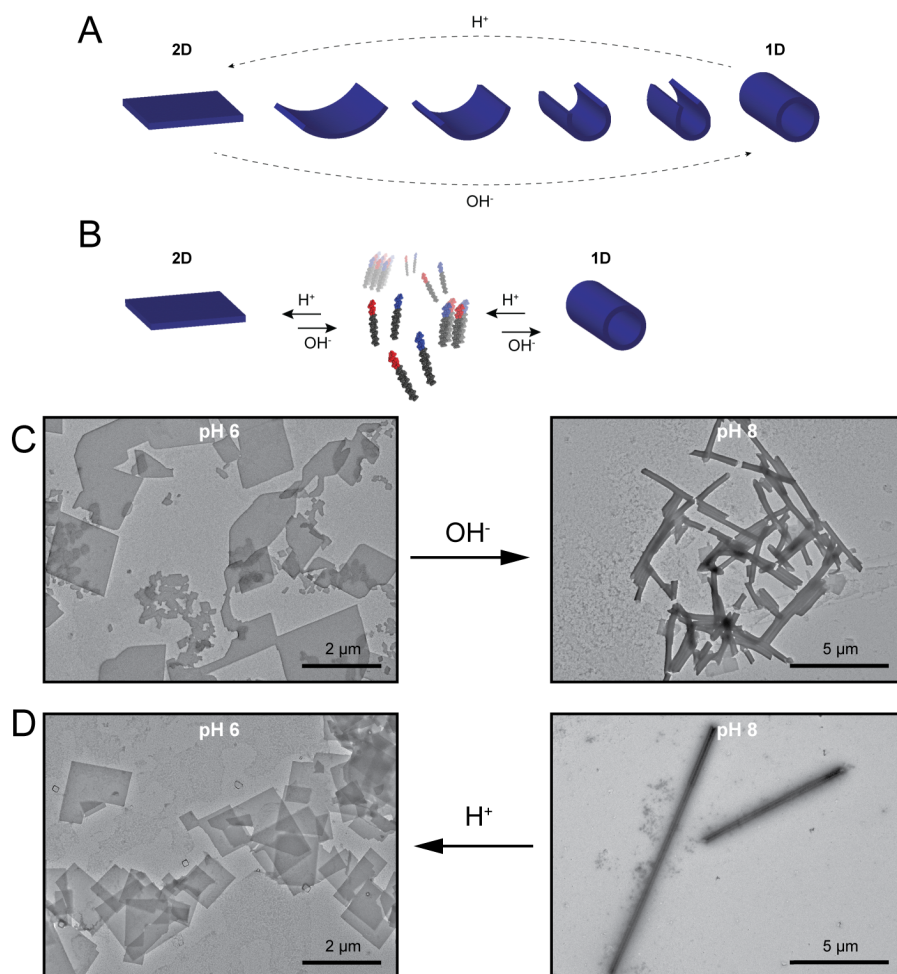 A
H⁺
2D
1D
OH⁻
B
2D
1D
H⁺
OH⁻
H⁺
OH⁻
C
pH 6
2 µm
OH⁻
pH 8
5 µm
D
pH 6
2 µm
H⁺
pH 8
5 µm